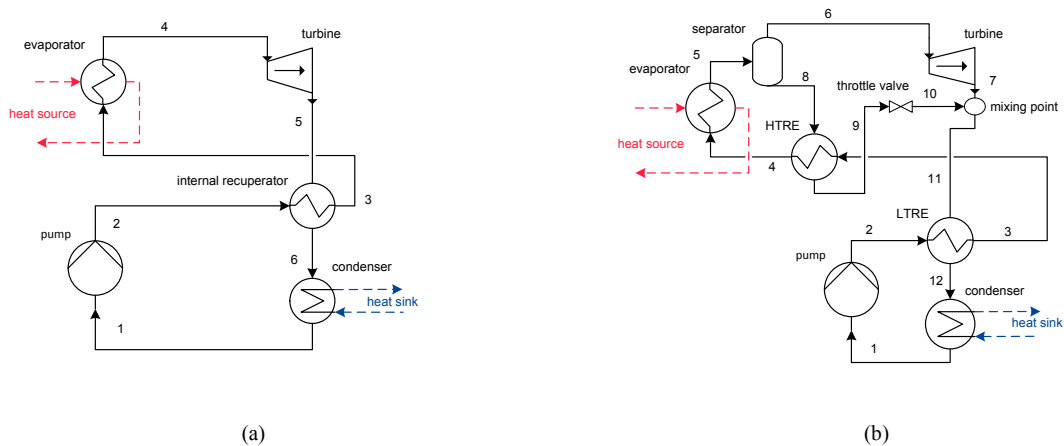 4
turbine
evaporator
heat source
5
internal recuperator
3
2
pump
6
condenser
heat sink
1
(a)
6
separator
turbine
5
evaporator
8
throttle valve
7
10
mixing point
HTRE
9
heat source
4
11
LTRE
2
3
pump
12
condenser
heat sink
1
(b)